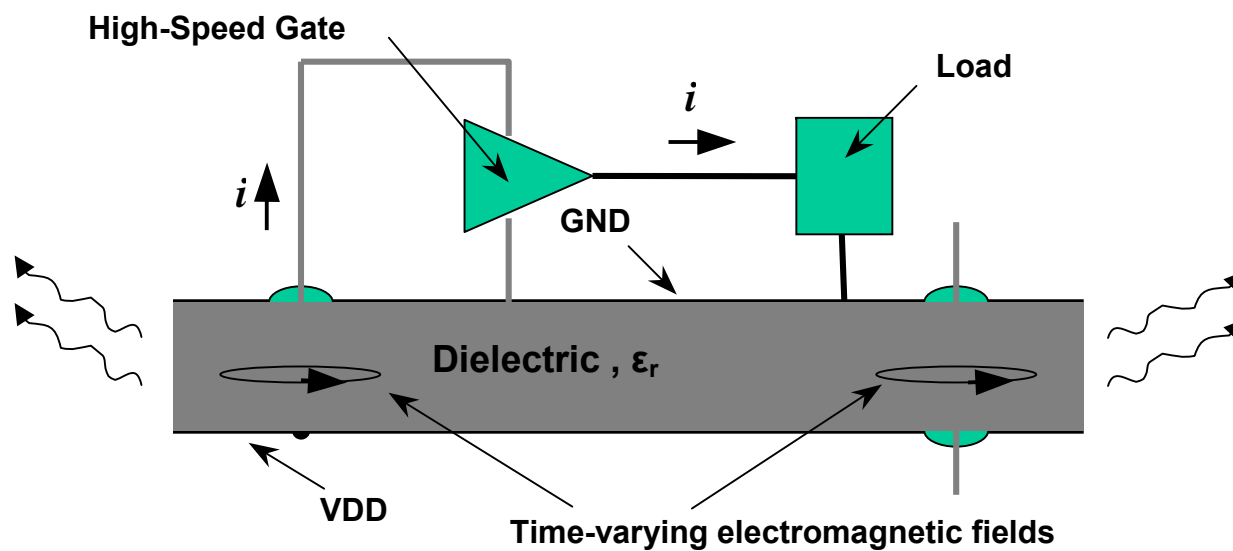 High-Speed Gate
Load
i
i
GND
Dielectric , εr
VDD
Time-varying electromagnetic fields